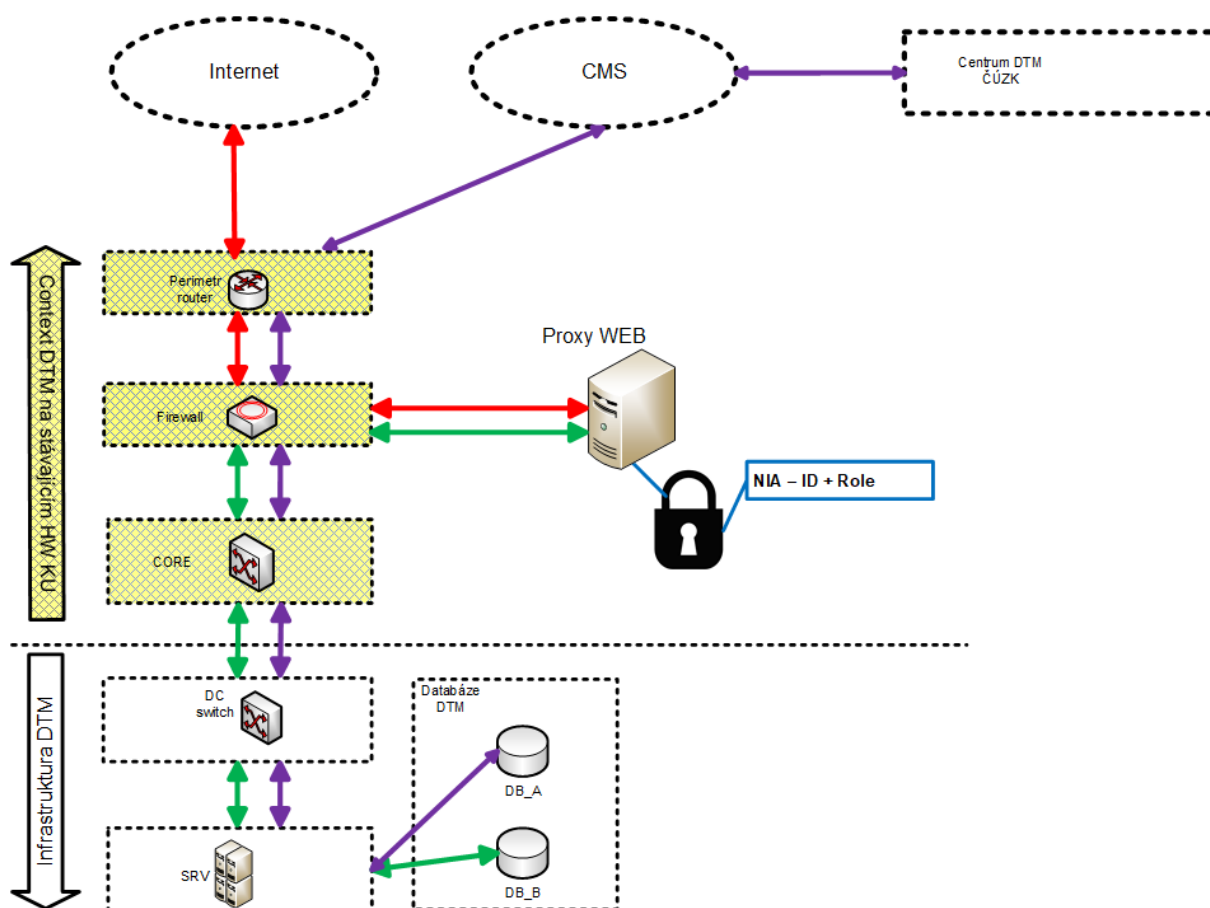 Internet
CMS
Centrum DTM
ČÚZK
Context DTM na stávajícím HW KU
Perimetr
router
Proxy WEB
Firewall
NIA – ID + Role
CORE
Infrastruktura DTM
DC
switch
Databáze
DTM
DB_A
SRV
DB_B